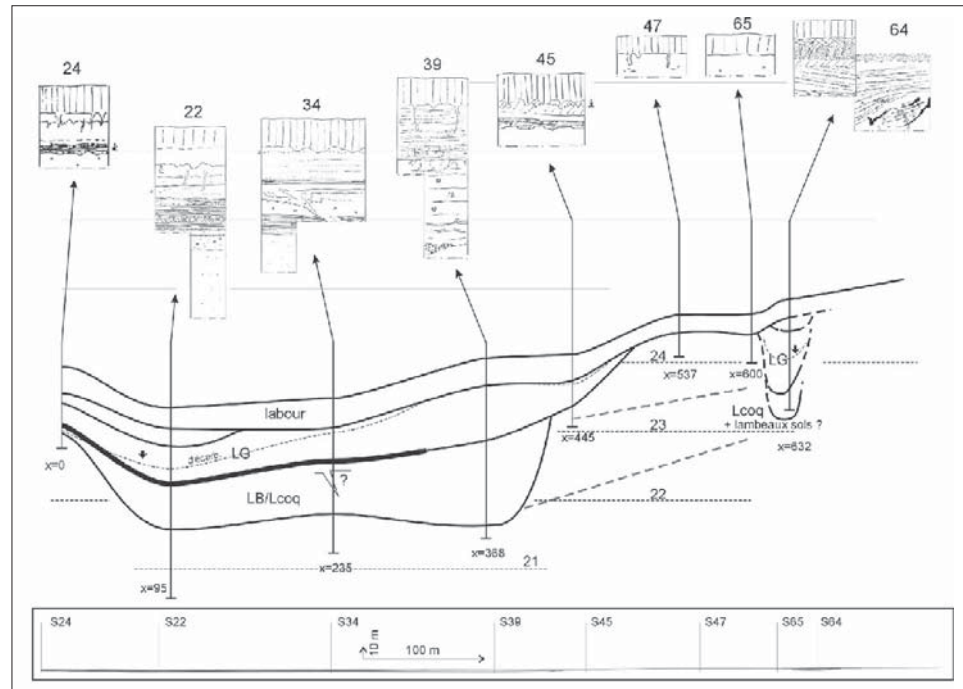 24
22
34
39
45
47
65
64
labour
LG
LB/Lcoq
?
LG
Lcoq
+ lambeaux sols ?
24
23
22
21
x=0
x=95
x=235
x=388
x=445
x=537
x=600
x=632
S24
S22
S34
S39
S45
S47
S65
S64
10 m
100 m